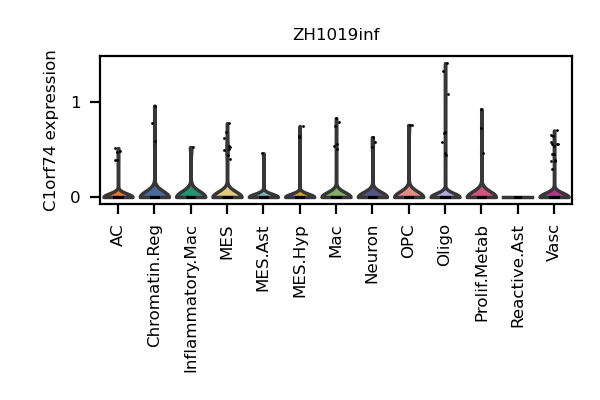 ZH1019inf
C1orf74 expression
1
0
AC
Chromatin.Reg
Inflammatory.Mac
MES
MES.Ast
MES.Hyp
Mac
Neuron
OPC
Oligo
Prolif.Metab
Reactive.Ast
Vasc